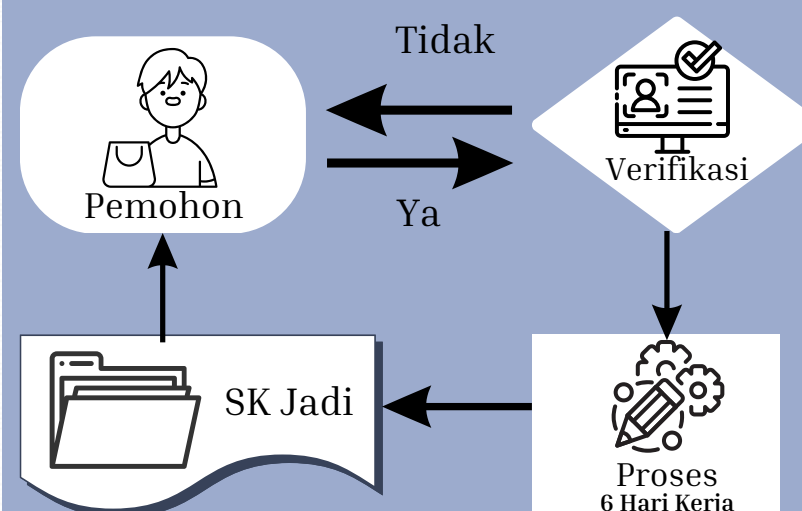 Tidak
Verifikasi
Pemohon
Ya
SK Jadi
Proses
6 Hari Kerja